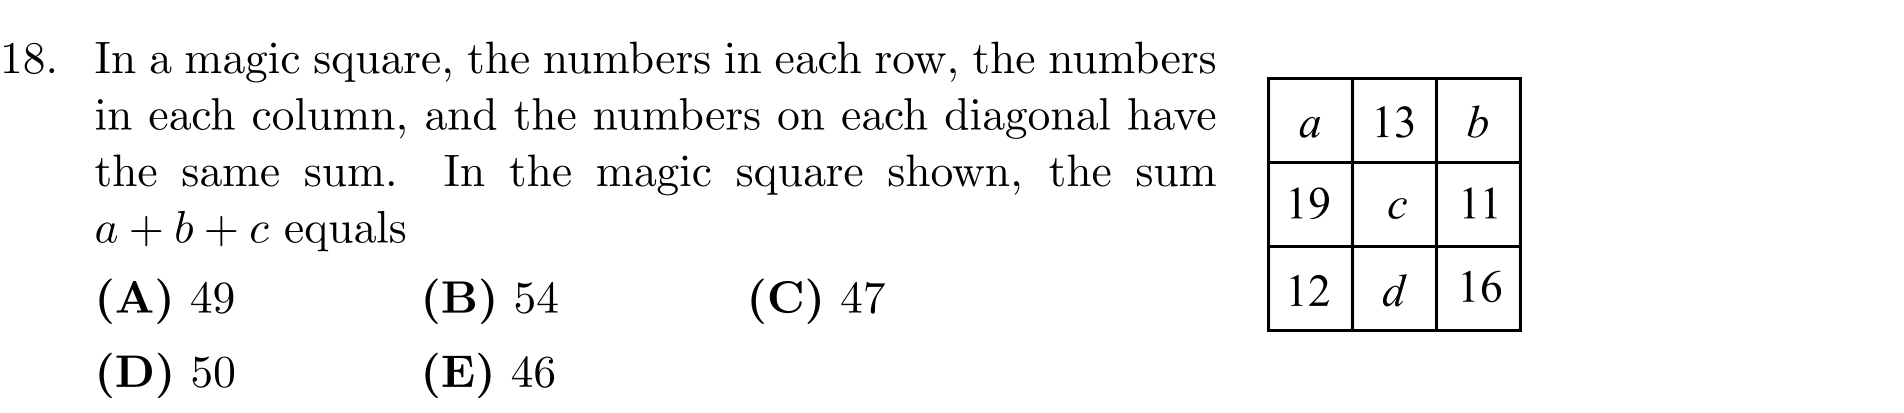 18. In a magic square, the numbers in each row, the numbers
in each column, and the numbers on each diagonal have
the same sum. In the magic square shown, the sum
a + b + c equals
(A) 49 (B) 54 (C) 47
(D) 50 (E) 46
a 13 b
19 c 11
12 d 16